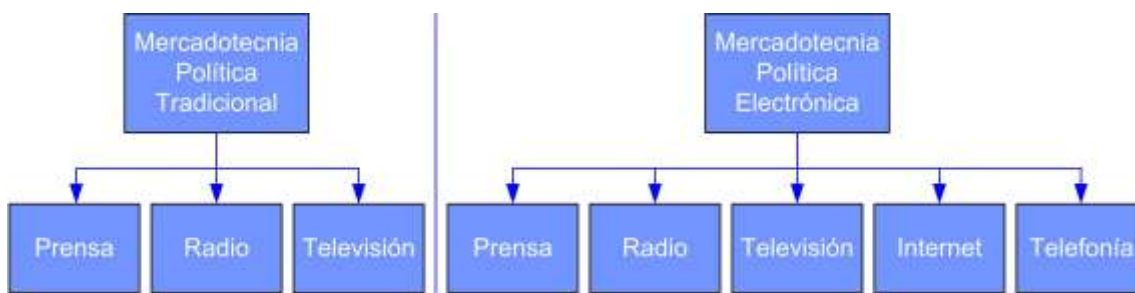 Mercadotecnia
Política
Tradicional
Mercadotecnia
Política
Electrónica
Prensa
Radio
Televisión
Prensa
Radio
Televisión
Internet
Telefonía